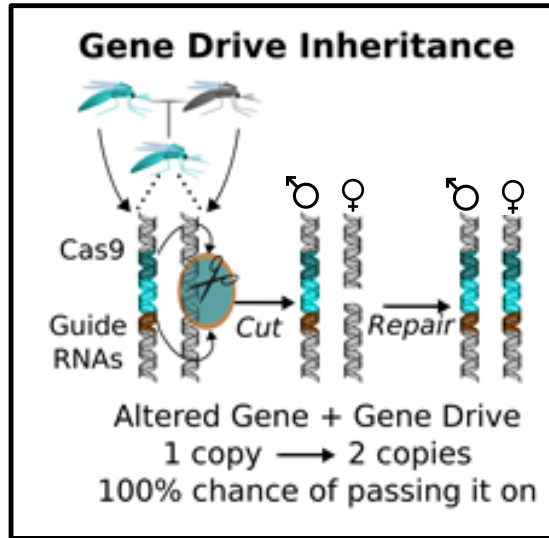 Gene Drive Inheritance
♂ ♀ ♂ ♀
Cas9
Guide
RNAs
Cut
Repair
Altered Gene + Gene Drive
1 copy → 2 copies
100% chance of passing it on